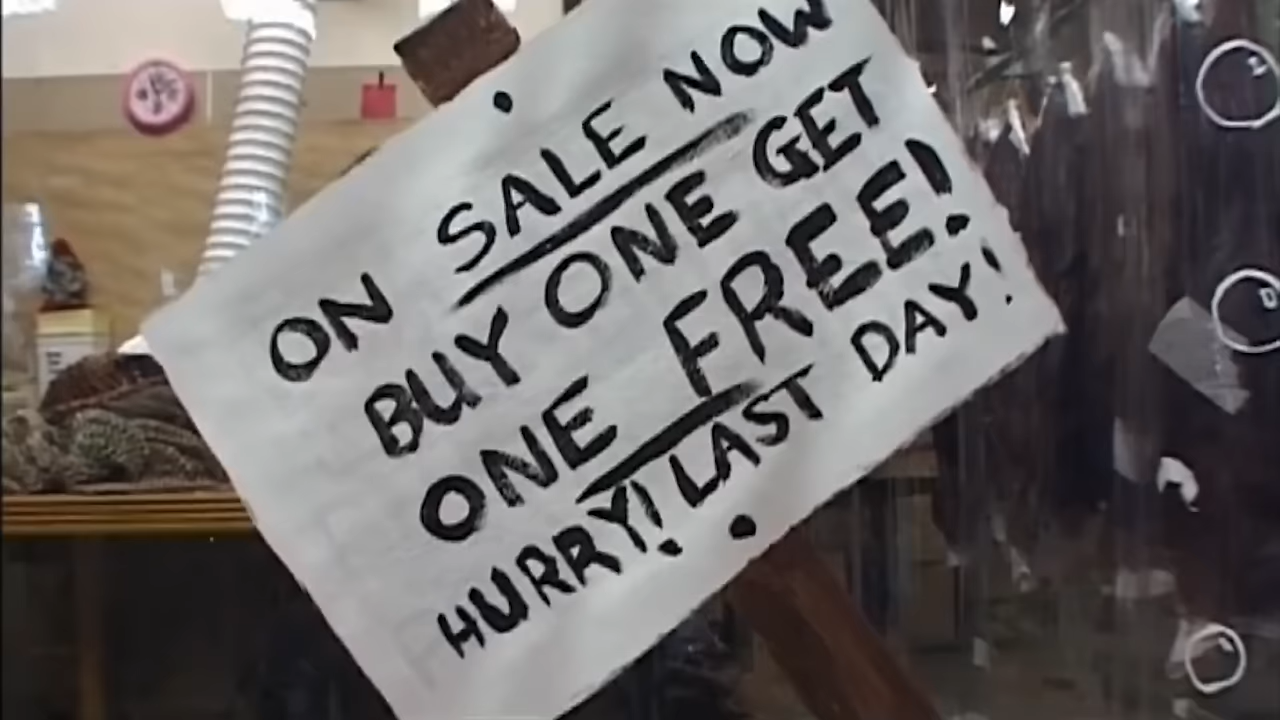 ON SALE NOW
BUY ONE GET
ONE FREE!
HURRY! LAST DAY!